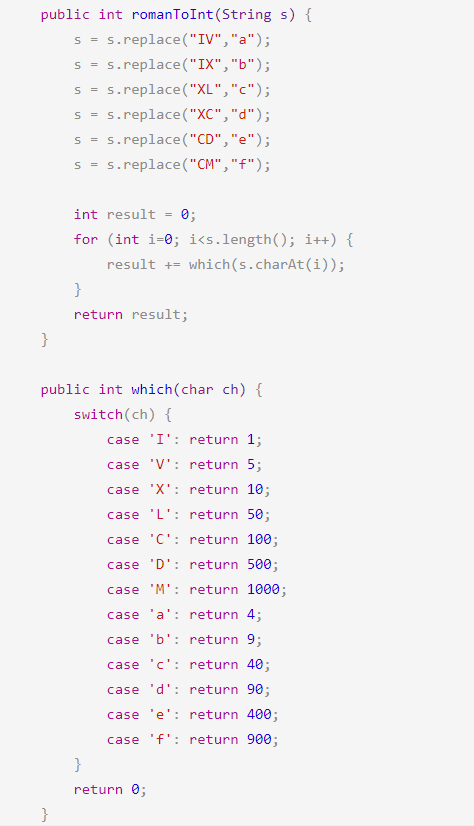 public int romanToInt(String s) {
    s = s.replace("IV","a");
    s = s.replace("IX","b");
    s = s.replace("XL","c");
    s = s.replace("XC","d");
    s = s.replace("CD","e");
    s = s.replace("CM","f");

    int result = 0;
    for (int i=0; i<s.length(); i++) {
        result += which(s.charAt(i));
    }
    return result;
}

public int which(char ch) {
    switch(ch) {
        case 'I': return 1;
        case 'V': return 5;
        case 'X': return 10;
        case 'L': return 50;
        case 'C': return 100;
        case 'D': return 500;
        case 'M': return 1000;
        case 'a': return 4;
        case 'b': return 9;
        case 'c': return 40;
        case 'd': return 90;
        case 'e': return 400;
        case 'f': return 900;
    }
    return 0;
}